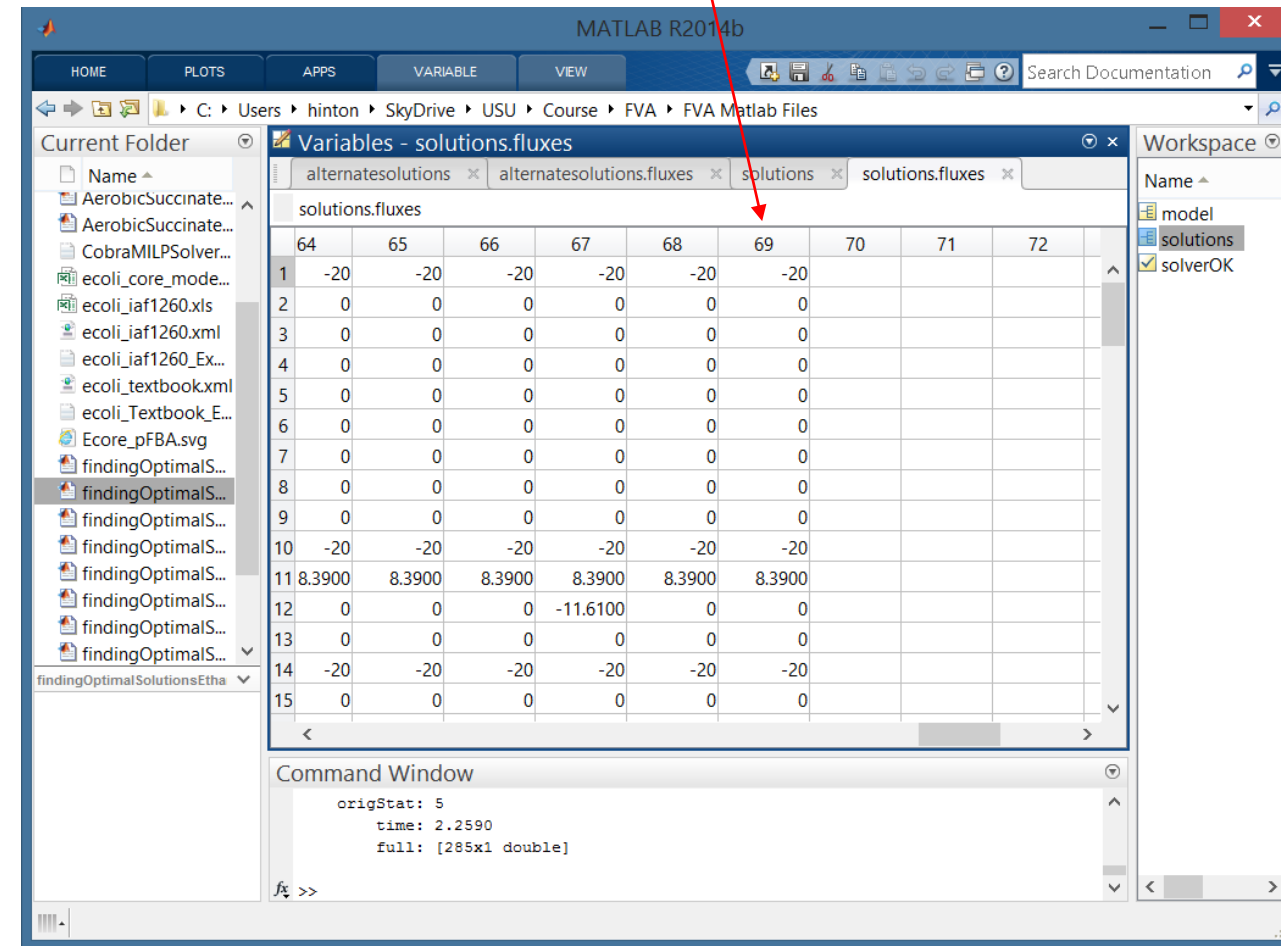 MATLAB R2014b
HOME PLOTS APPS VARIABLE VIEW Search Documentation
C: Users hinton SkyDrive USU Course FVA FVA Matlab Files
Current Folder
Name
AerobicSuccinate...
AerobicSuccinate...
CobraMILPSolver...
ecoli_core_mode...
ecoli_iaf1260.xls
ecoli_iaf1260.xml
ecoli_iaf1260_Ex...
ecoli_textbook.xml
ecoli_Textbook_E...
Ecore_pFBA.svg
findingOptimalS...
findingOptimalS...
findingOptimalS...
findingOptimalS...
findingOptimalS...
findingOptimalS...
findingOptimalS...
findingOptimalS...
findingOptimalSolutionsEtha
Variables - solutions.fluxes
alternatesolutions alternatesolutions.fluxes solutions solutions.fluxes
solutions.fluxes
64 65 66 67 68 69 70 71 72
1 -20 -20 -20 -20 -20 -20
2 0 0 0 0 0 0
3 0 0 0 0 0 0
4 0 0 0 0 0 0
5 0 0 0 0 0 0
6 0 0 0 0 0 0
7 0 0 0 0 0 0
8 0 0 0 0 0 0
9 0 0 0 0 0 0
10 -20 -20 -20 -20 -20 -20
11 8.3900 8.3900 8.3900 8.3900 8.3900 8.3900
12 0 0 0 -11.6100 0 0
13 0 0 0 0 0 0
14 -20 -20 -20 -20 -20 -20
15 0 0 0 0 0 0
Command Window
origStat: 5
time: 2.2590
full: [285x1 double]
fx >>
Workspace
Name
model
solutions
solverOK